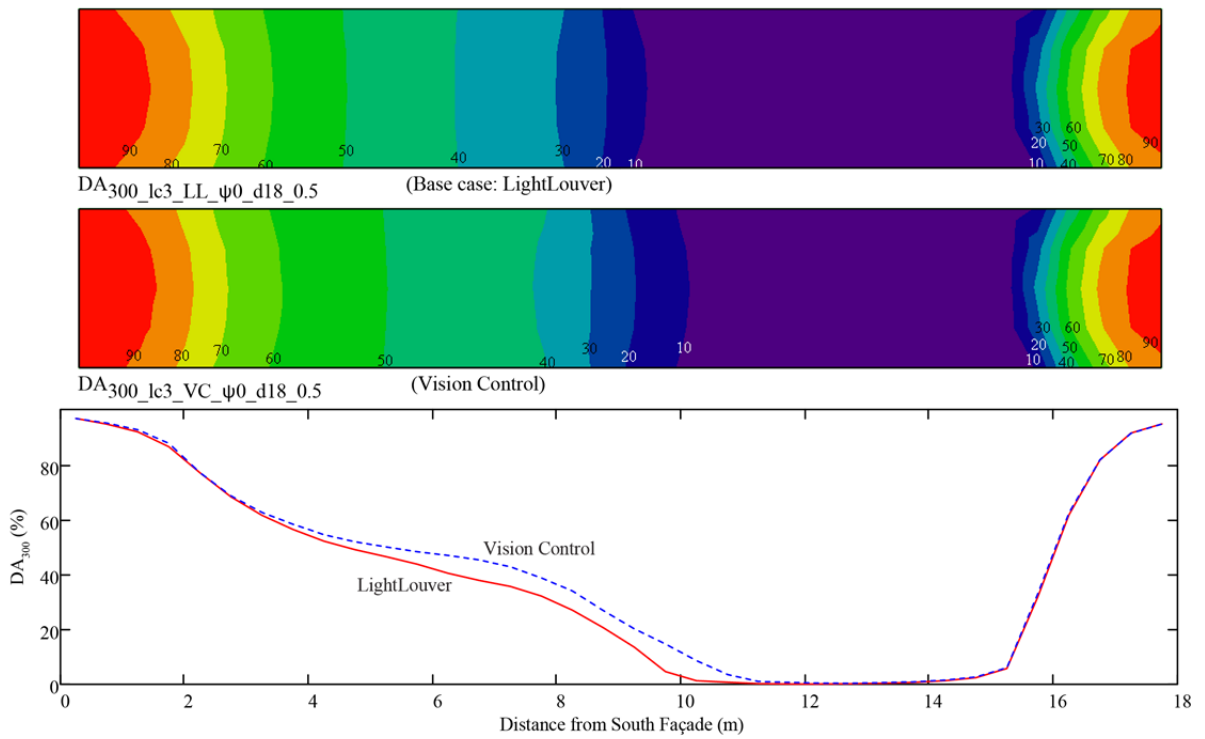 90 80 70 60 50 40 30 20 10 10 20 30 40 50 60 70 80 90
DA300_lc3_LL_ψ0_d18_0.5 (Base case: LightLouver)
90 80 70 60 50 40 30 20 10 10 20 30 40 50 60 70 80 90
DA300_lc3_VC_ψ0_d18_0.5 (Vision Control)
80
60
Vision Control
40
LightLouver
20
0
DA300 (%)
0 2 4 6 8 10 12 14 16 18
Distance from South Façade (m)